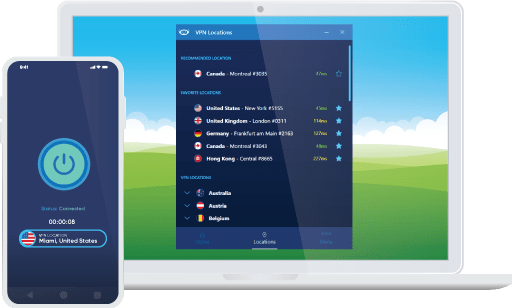 VPN Locations
RECOMMENDED LOCATION
Canada - Montreal #3035 47ms
FAVORITE LOCATIONS
United States - New York #5155 45ms
United Kingdom - London #0311 114ms
Germany - Frankfurt am Main #2163 127ms
Canada - Montreal #3043 48ms
Hong Kong - Central #8665 227ms
VPN LOCATIONS
Australia
Austria
Belgium
Locations
9:41
Status: Connected
00:00:08
VPN LOCATION
Miami, United States